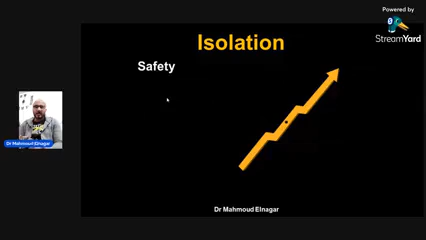 Powered by
StreamYard
Isolation
Safety
Dr Mahmoud Elnagar
Dr Mahmoud Elnagar